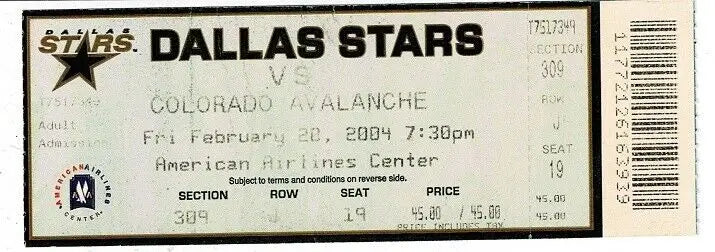 DALLAS
STARS
DALLAS STARS
VS
COLORADO AVALANCHE
Fri February 20, 2004 7:30pm
American Airlines Center
Subject to terms and conditions on reverse side.
SECTION ROW SEAT PRICE
309 J 19 45.00 / 45.00
PRICE INCLUDES TAX
T7517349
Adult
Admission
AMERICAN AIRLINES
CENTER
T7517349
SECTION
309
ROW
J
SEAT
19
45.00
45.00
11772126163939